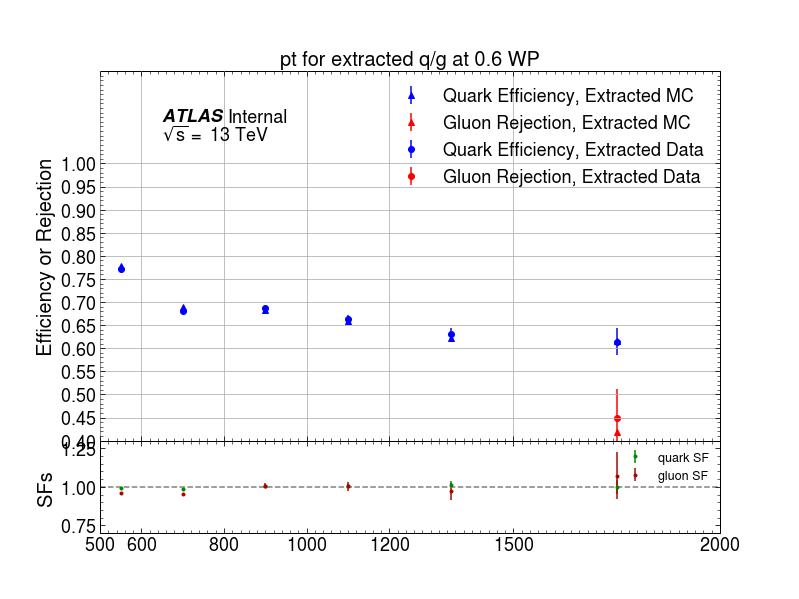 pt for extracted q/g at 0.6 WP
ATLAS Internal
√s = 13 TeV
Quark Efficiency, Extracted MC
Gluon Rejection, Extracted MC
Quark Efficiency, Extracted Data
Gluon Rejection, Extracted Data
Efficiency or Rejection
1.00
0.95
0.90
0.85
0.80
0.75
0.70
0.65
0.60
0.55
0.50
0.45
0.40
SFs
1.25
1.00
0.75
quark SF
gluon SF
500 600 800 1000 1200 1500 2000